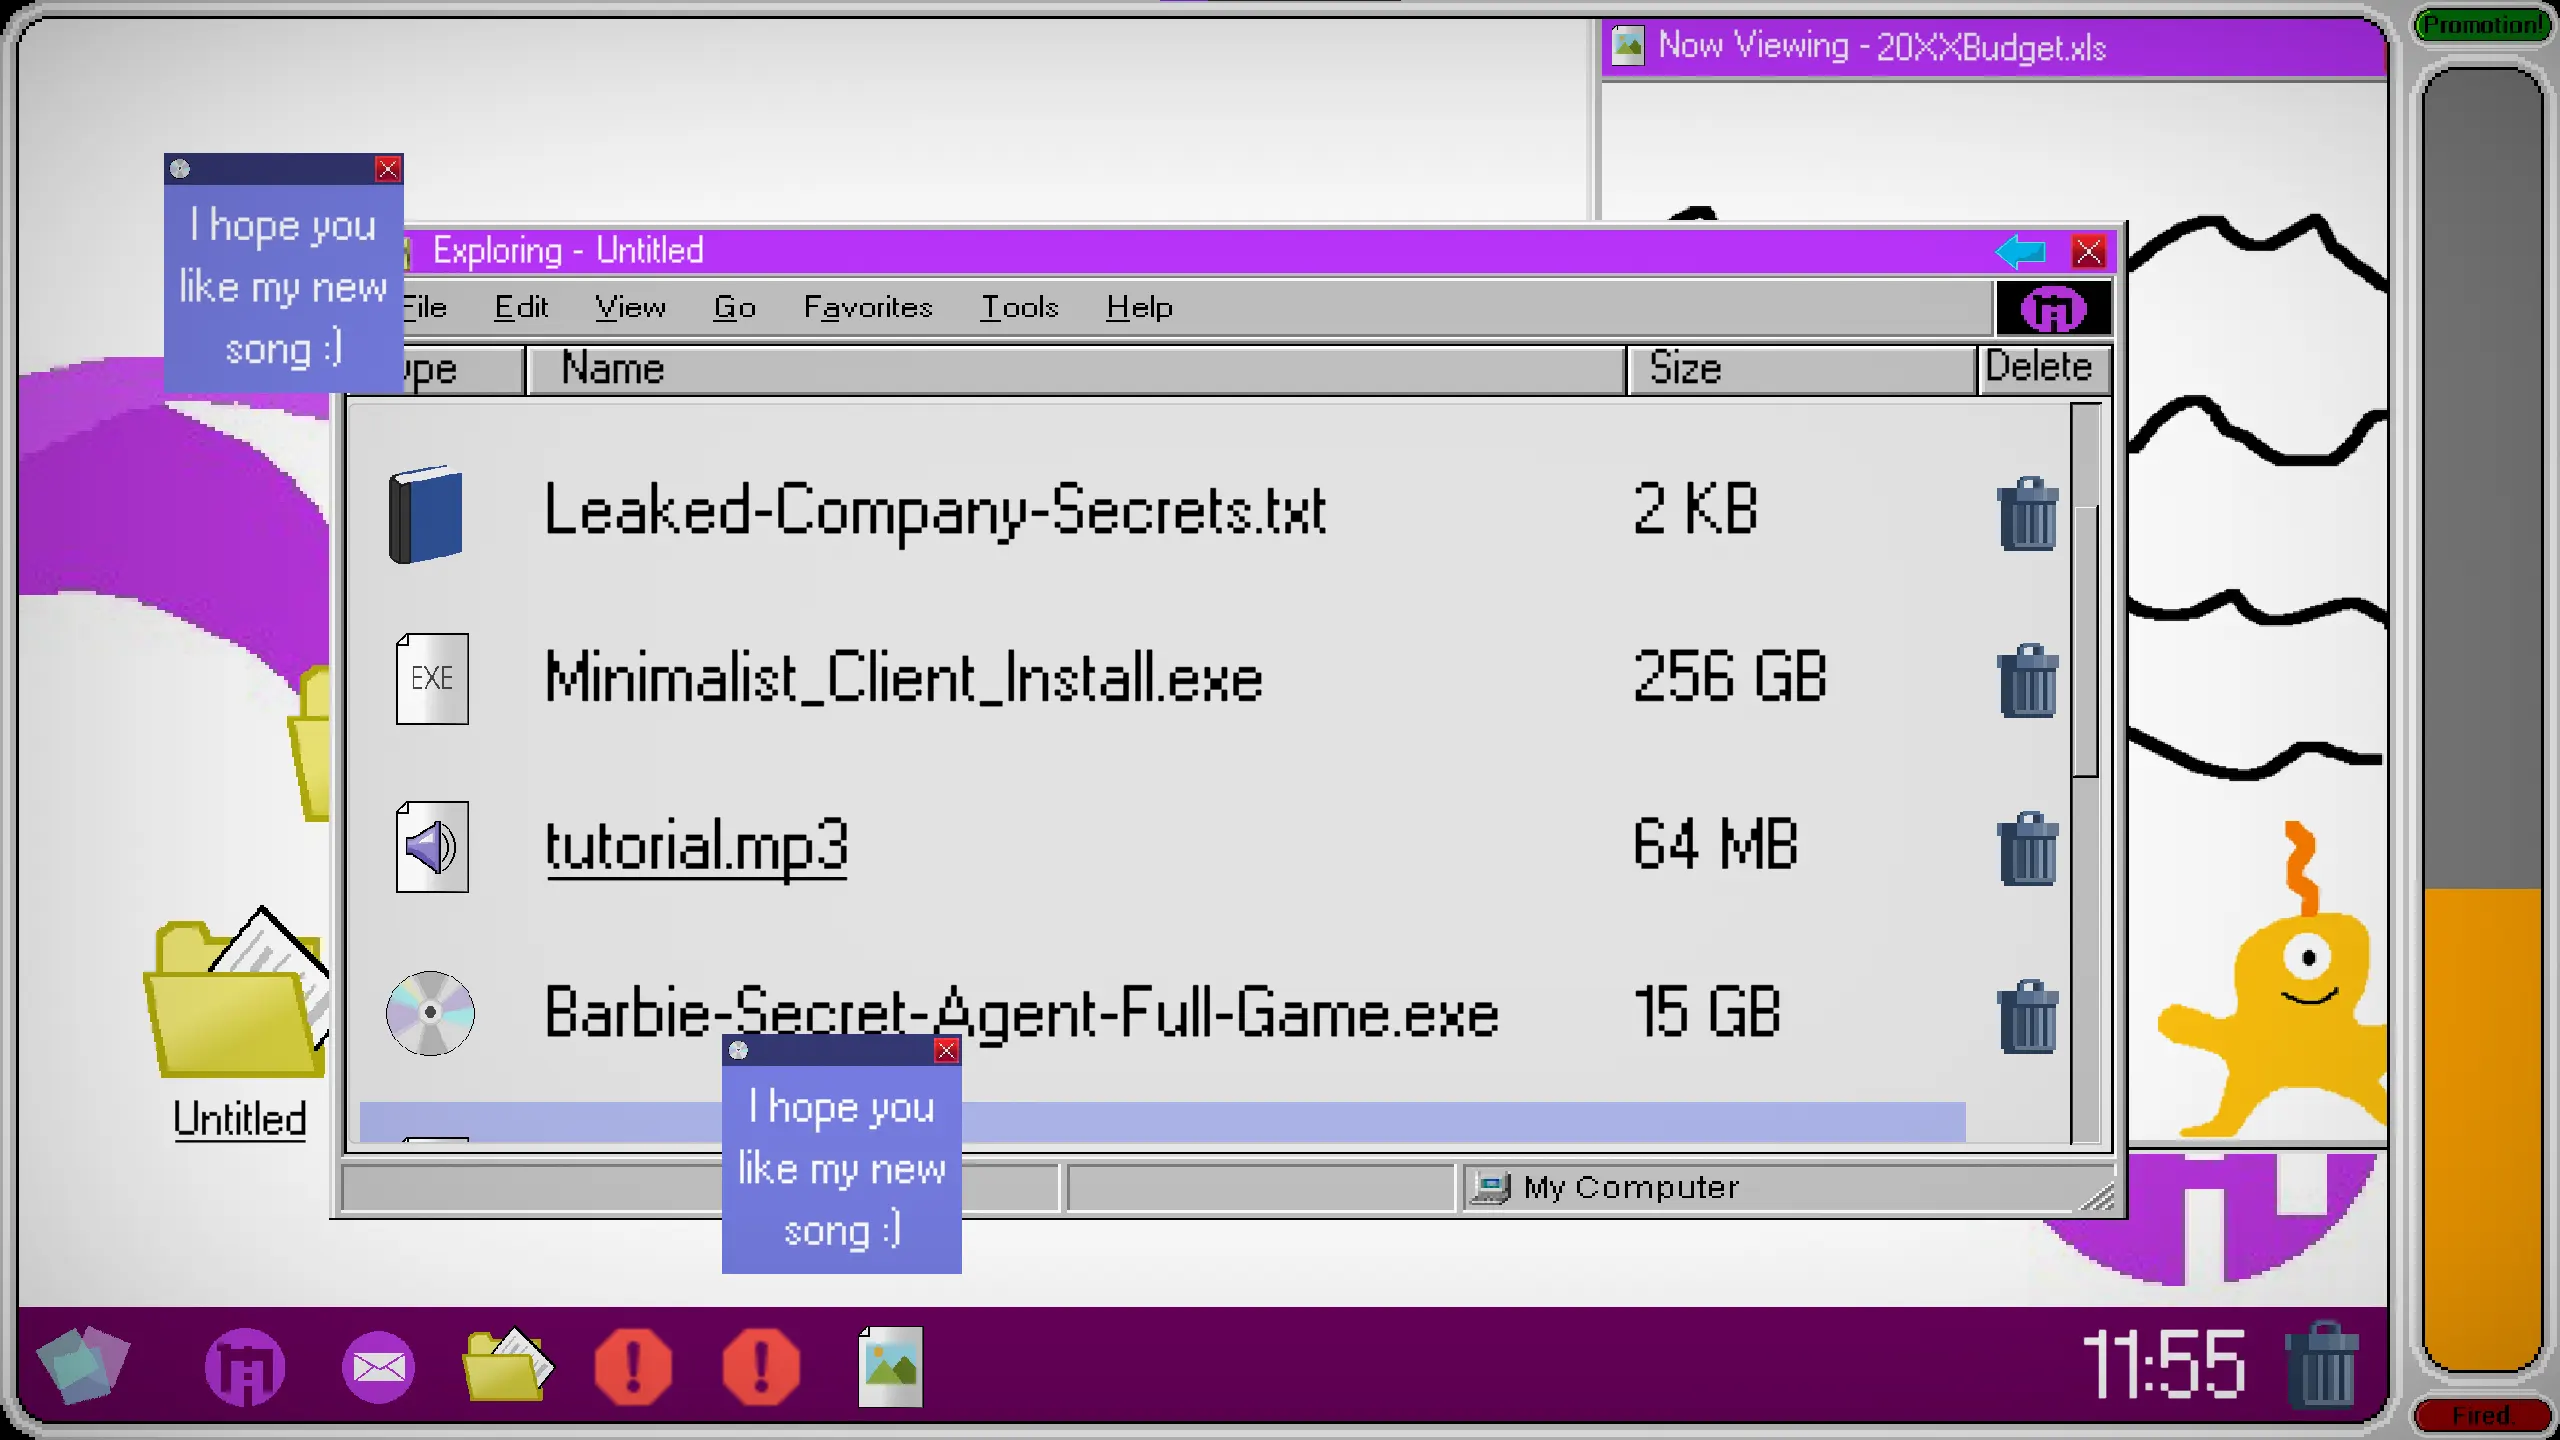 Promotion!
Now Viewing - 20XXBudget.xls
I hope you
like my new
song :)
Exploring - Untitled
File Edit View Go Favorites Tools Help
Type Name Size Delete
Leaked-Company-Secrets.txt 2 KB
EXE Minimalist_Client_Install.exe 256 GB
tutorial.mp3 64 MB
Barbie-Secret-Agent-Full-Game.exe 15 GB
I hope you
like my new
song :)
Untitled
My Computer
11:55
Fired.